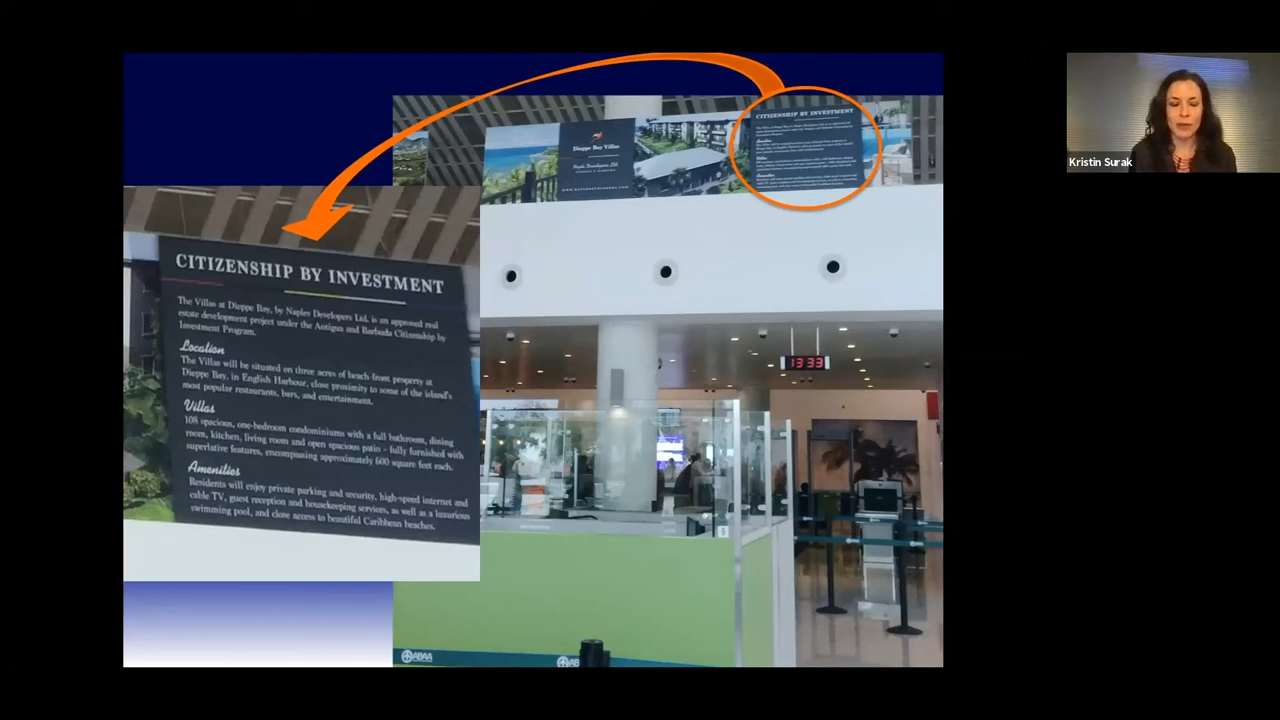 Dieppe Bay Villas
Naples Developers Ltd.
CITIZENSHIP BY INVESTMENT
CITIZENSHIP BY INVESTMENT
The Villas at Dieppe Bay, by Naples Developers Ltd. is an approved real
estate development project under the Antigua and Barbuda Citizenship by
Investment Program.
Location
The Villas will be situated on three acres of beach-front property at
Dieppe Bay, in English Harbour, close proximity to some of the island's
most popular restaurants, bars, and entertainment.
Villas
108 spacious, one-bedroom condominiums with a full bathroom, dining
room, kitchen, living room and open spacious patio - fully furnished with
superlative features, encompassing approximately 600 square feet each.
Amenities
Residents will enjoy private parking and security, high-speed internet and
cable TV, guest reception and housekeeping services, as well as a luxurious
swimming pool, and close access to beautiful Caribbean beaches.
13:33
ABAA
Kristin Surak